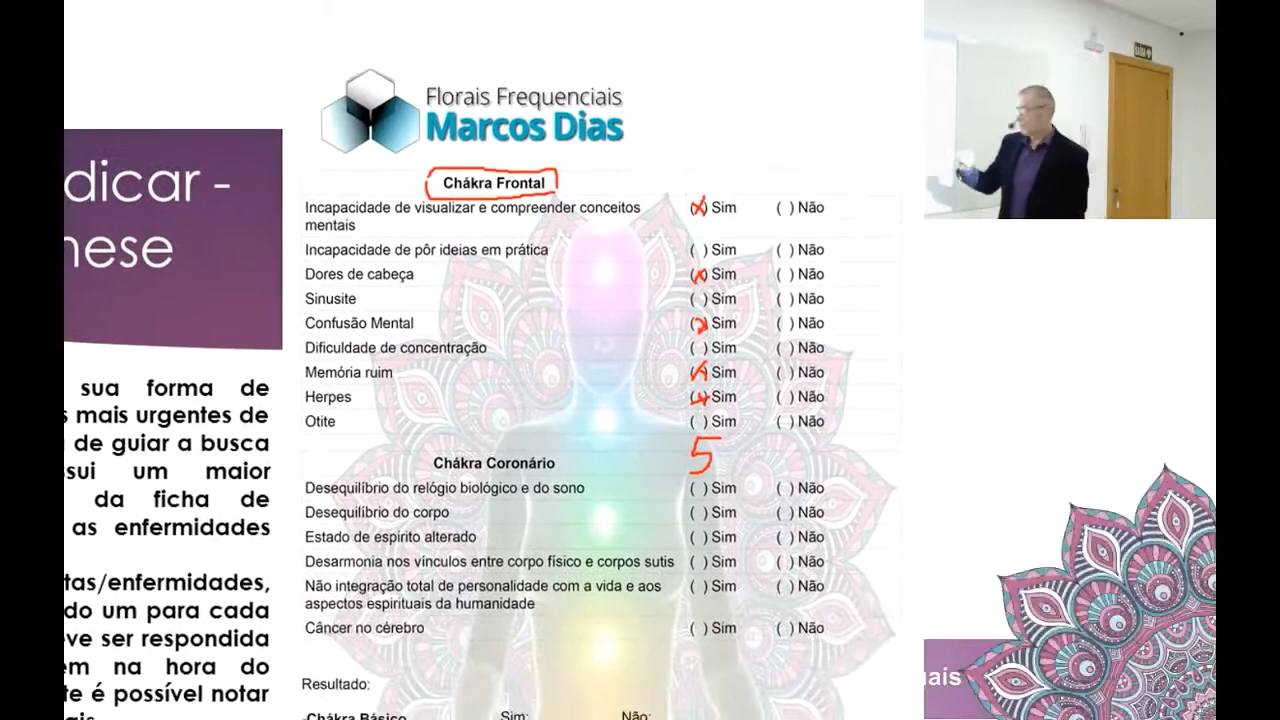 dicar -
nese
sua forma de
s mais urgentes de
de guiar a busca
sui um maior
da ficha de
as enfermidades
tas/enfermidades,
do um para cada
eve ser respondida
em na hora do
te é possível notar
Florais Frequenciais
Marcos Dias
Chákra Frontal
Incapacidade de visualizar e compreender conceitos mentais (X) Sim ( ) Não
Incapacidade de pôr ideias em prática ( ) Sim ( ) Não
Dores de cabeça (x) Sim ( ) Não
Sinusite ( ) Sim ( ) Não
Confusão Mental (x) Sim ( ) Não
Dificuldade de concentração ( ) Sim ( ) Não
Memória ruim (x) Sim ( ) Não
Herpes (x) Sim ( ) Não
Otite ( ) Sim ( ) Não
5
Chákra Coronário
Desequilíbrio do relógio biológico e do sono ( ) Sim ( ) Não
Desequilíbrio do corpo ( ) Sim ( ) Não
Estado de espírito alterado ( ) Sim ( ) Não
Desarmonia nos vínculos entre corpo físico e corpos sutis ( ) Sim ( ) Não
Não integração total de personalidade com a vida e aos ( ) Sim ( ) Não
aspectos espirituais da humanidade
Câncer no cérebro ( ) Sim ( ) Não
Resultado:
-Chákra Básico Sim: Não:
uais